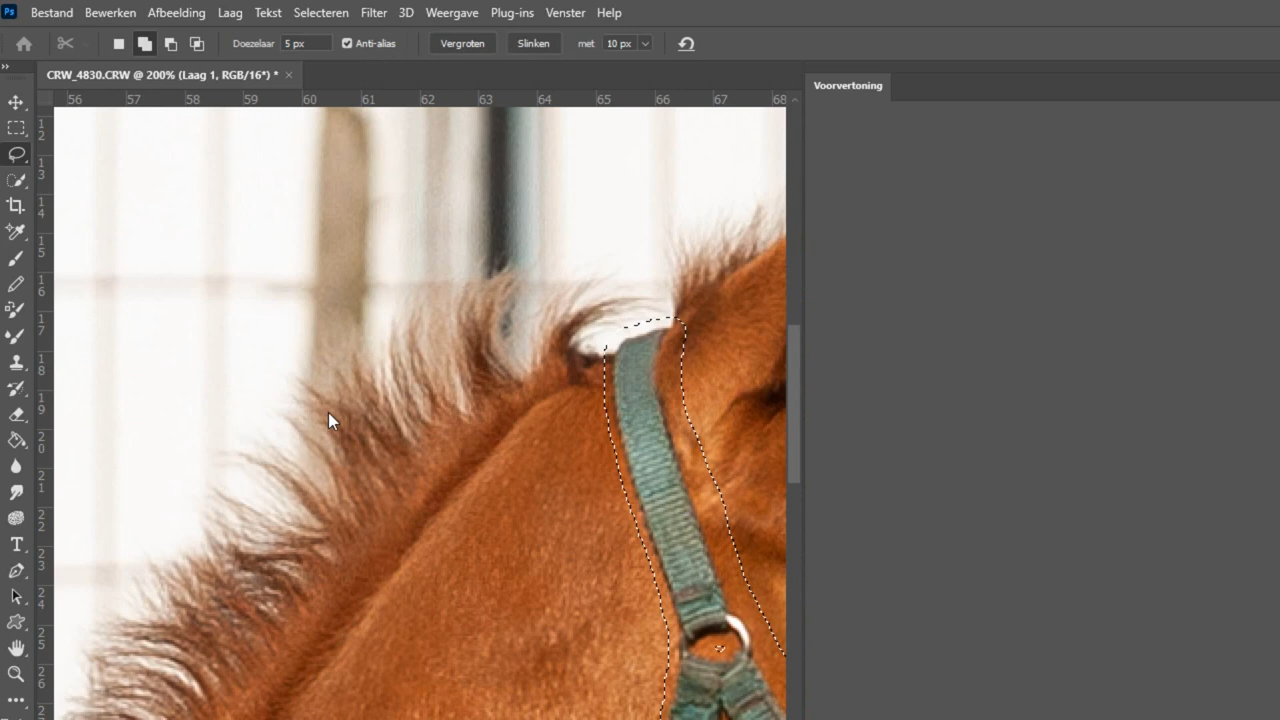 Ps Bestand Bewerken Afbeelding Laag Tekst Selecteren Filter 3D Weergave Plug-ins Venster Help
Doezelaar 5 px Anti-alias Vergroten Slinken met 10 px
CRW_4830.CRW @ 200% (Laag 1, RGB/16*) * ×
Voorvertoning
56 57 58 59 60 61 62 63 64 65 66 67 68
12
13
14
15
16
17
18
19
20
21
22
23
24
25
26
2
T